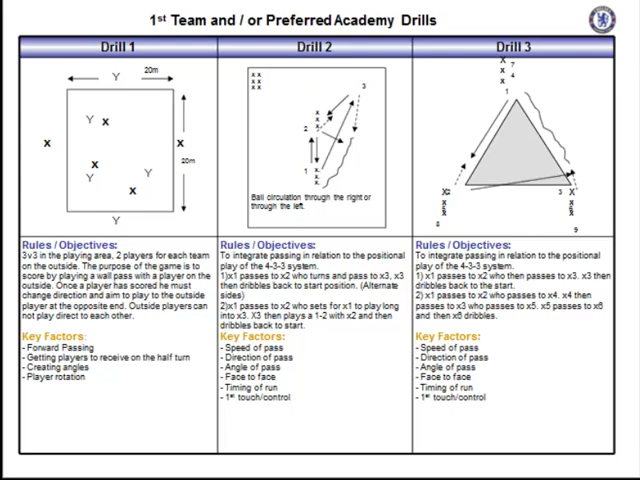 1st Team and / or Preferred Academy Drills
Drill 1
Drill 2
Drill 3
Y
20m
Y X
X
X
X
Y
Y
X
20m
Y
X X
X X
X X
3
X
X
X
2
1
X
X
X
Ball circulation through the right or
through the left.
X 7
X 4
X
1
X
2
X
X
X
8
3
X
X
X
X
9
Rules / Objectives:
3v3 in the playing area, 2 players for each team
on the outside. The purpose of the game is to
score by playing a wall pass with a player on the
outside. Once a player has scored he must
change direction and aim to play to the outside
player at the opposite end. Outside players can
not play direct to each other.
Key Factors:
- Forward Passing
- Getting players to receive on the half turn
- Creating angles
- Player rotation
Rules / Objectives:
To integrate passing in relation to the positional
play of the 4-3-3 system.
1)x1 passes to x2 who turns and pass to x3, x3
then dribbles back to start position. (Alternate
sides)
2)x1 passes to x2 who sets for x1 to play long
into x3. X3 then plays a 1-2 with x2 and then
dribbles back to start.
Key Factors:
- Speed of pass
- Direction of pass
- Angle of pass
- Face to face
- Timing of run
- 1st touch/control
Rules / Objectives:
To integrate passing in relation to the positional
play of the 4-3-3 system.
1) x1 passes to x2 who then passes to x3. x3 then
dribbles back to the start.
2) x1 passes to x2 who passes to x4. x4 then
passes to x3 who passes to x5. x5 passes to x6
and then x6 dribbles.
Key Factors:
- Speed of pass
- Direction of pass
- Angle of pass
- Face to face
- Timing of run
- 1st touch/control